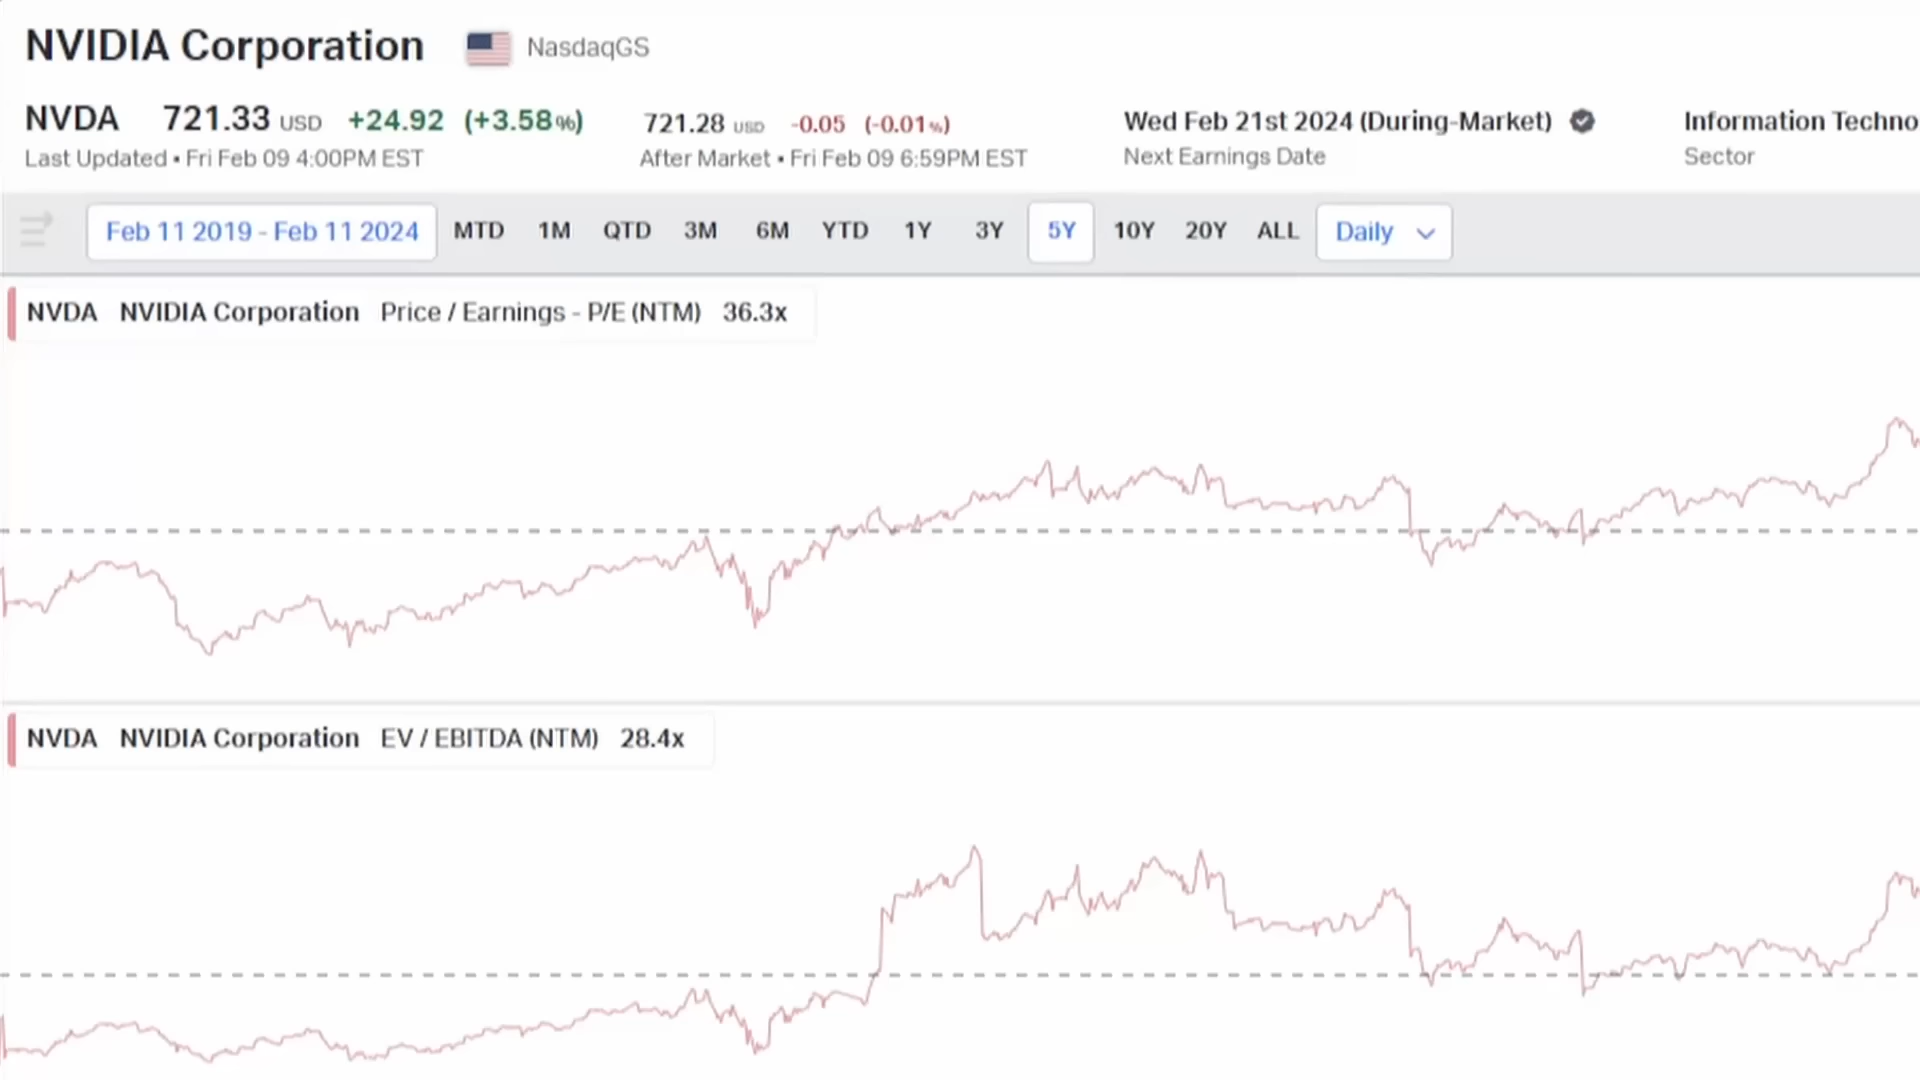 NVIDIA Corporation NasdaqGS
NVDA 721.33 USD +24.92 (+3.58%) 721.28 USD -0.05 (-0.01%) Wed Feb 21st 2024 (During-Market) Information Techno
Last Updated • Fri Feb 09 4:00PM EST After Market • Fri Feb 09 6:59PM EST Next Earnings Date Sector
Feb 11 2019 - Feb 11 2024 MTD 1M QTD 3M 6M YTD 1Y 3Y 5Y 10Y 20Y ALL Daily
NVDA NVIDIA Corporation Price / Earnings - P/E (NTM) 36.3x
NVDA NVIDIA Corporation EV / EBITDA (NTM) 28.4x